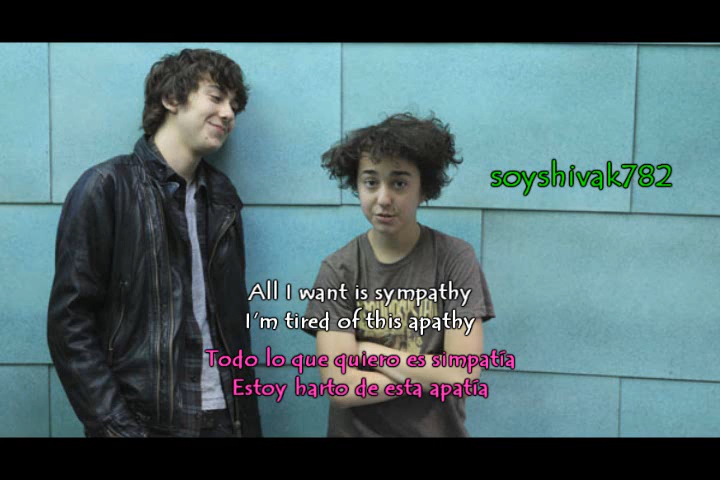 soyshivak782
All I want is sympathy
I'm tired of this apathy
Todo lo que quiero es simpatía
Estoy harto de esta apatía